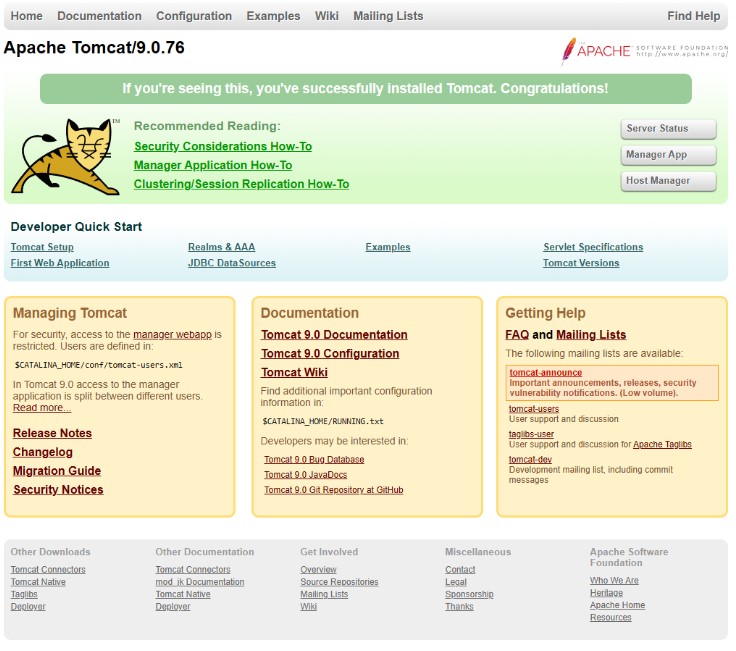 Home Documentation Configuration Examples Wiki Mailing Lists Find Help
Apache Tomcat/9.0.76
THE
APACHE™ SOFTWARE FOUNDATION
http://www.apache.org/
If you're seeing this, you've successfully installed Tomcat. Congratulations!
TM
Recommended Reading:
Security Considerations How-To
Manager Application How-To
Clustering/Session Replication How-To
Server Status
Manager App
Host Manager
Developer Quick Start
Tomcat Setup
First Web Application
Realms & AAA
JDBC DataSources
Examples
Servlet Specifications
Tomcat Versions
Managing Tomcat
For security, access to the manager webapp is
restricted. Users are defined in:
$CATALINA_HOME/conf/tomcat-users.xml
In Tomcat 9.0 access to the manager
application is split between different users.
Read more...
Release Notes
Changelog
Migration Guide
Security Notices
Documentation
Tomcat 9.0 Documentation
Tomcat 9.0 Configuration
Tomcat Wiki
Find additional important configuration
information in:
$CATALINA_HOME/RUNNING.txt
Developers may be interested in:
Tomcat 9.0 Bug Database
Tomcat 9.0 JavaDocs
Tomcat 9.0 Git Repository at GitHub
Getting Help
FAQ and Mailing Lists
The following mailing lists are available:
tomcat-announce
Important announcements, releases, security
vulnerability notifications. (Low volume).
tomcat-users
User support and discussion
taglibs-user
User support and discussion for Apache Taglibs
tomcat-dev
Development mailing list, including commit
messages
Other Downloads
Tomcat Connectors
Tomcat Native
Taglibs
Deployer
Other Documentation
Tomcat Connectors
mod_jk Documentation
Tomcat Native
Deployer
Get Involved
Overview
Source Repositories
Mailing Lists
Wiki
Miscellaneous
Contact
Legal
Sponsorship
Thanks
Apache Software
Foundation
Who We Are
Heritage
Apache Home
Resources